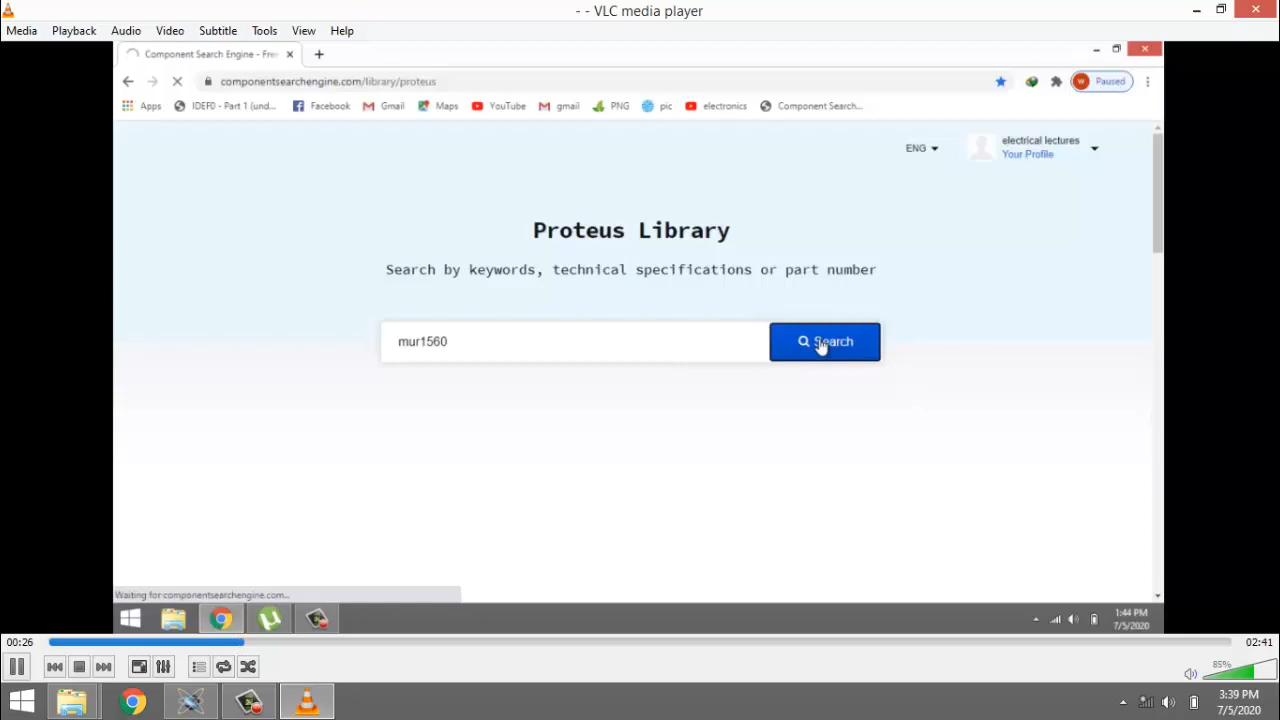 - - VLC media player
Media Playback Audio Video Subtitle Tools View Help
Component Search Engine - Free
componentsearchengine.com/library/proteus
Paused
Apps IDEF0 - Part 1 (und... Facebook Gmail Maps YouTube gmail PNG pic electronics Component Search...
ENG
electrical lectures
Your Profile
Proteus Library
Search by keywords, technical specifications or part number
mur1560
Search
Waiting for componentsearchengine.com...
1:44 PM
7/5/2020
00:26
02:41
85%
3:39 PM
7/5/2020